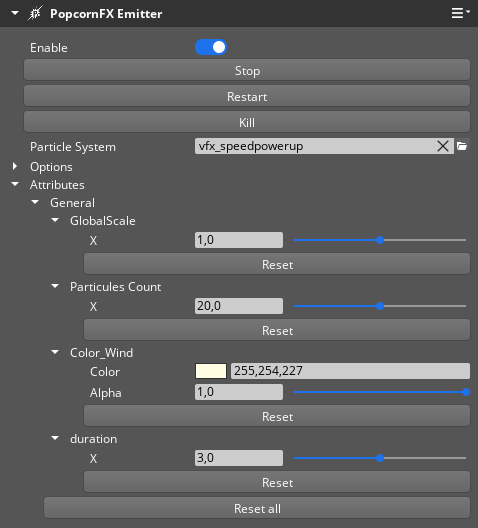 PopcornFX Emitter
Enable
Stop
Restart
Kill
Particle System vfx_speedpowerup
Options
Attributes
General
GlobalScale
X 1,0
Reset
Particules Count
X 20,0
Reset
Color_Wind
Color 255,254,227
Alpha 1,0
Reset
duration
X 3,0
Reset
Reset all